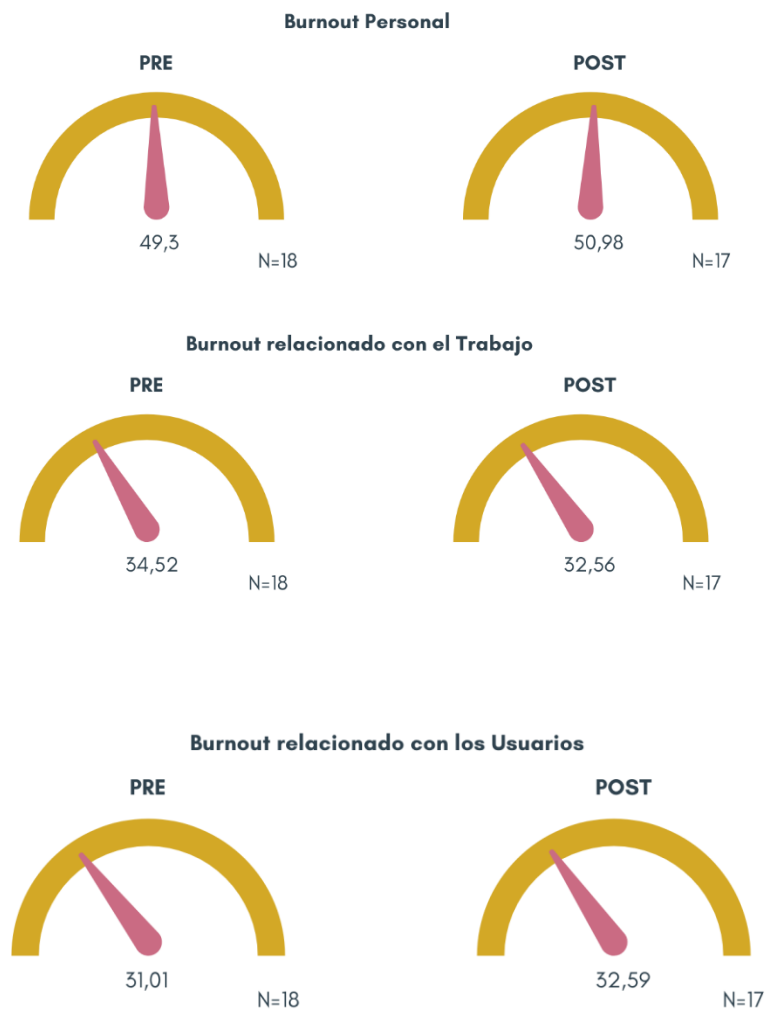 Burnout Personal
PRE
POST
49,3
50,98
N=18
N=17
Burnout relacionado con el Trabajo
PRE
POST
34,52
32,56
N=18
N=17
Burnout relacionado con los Usuarios
PRE
POST
31,01
32,59
N=18
N=17